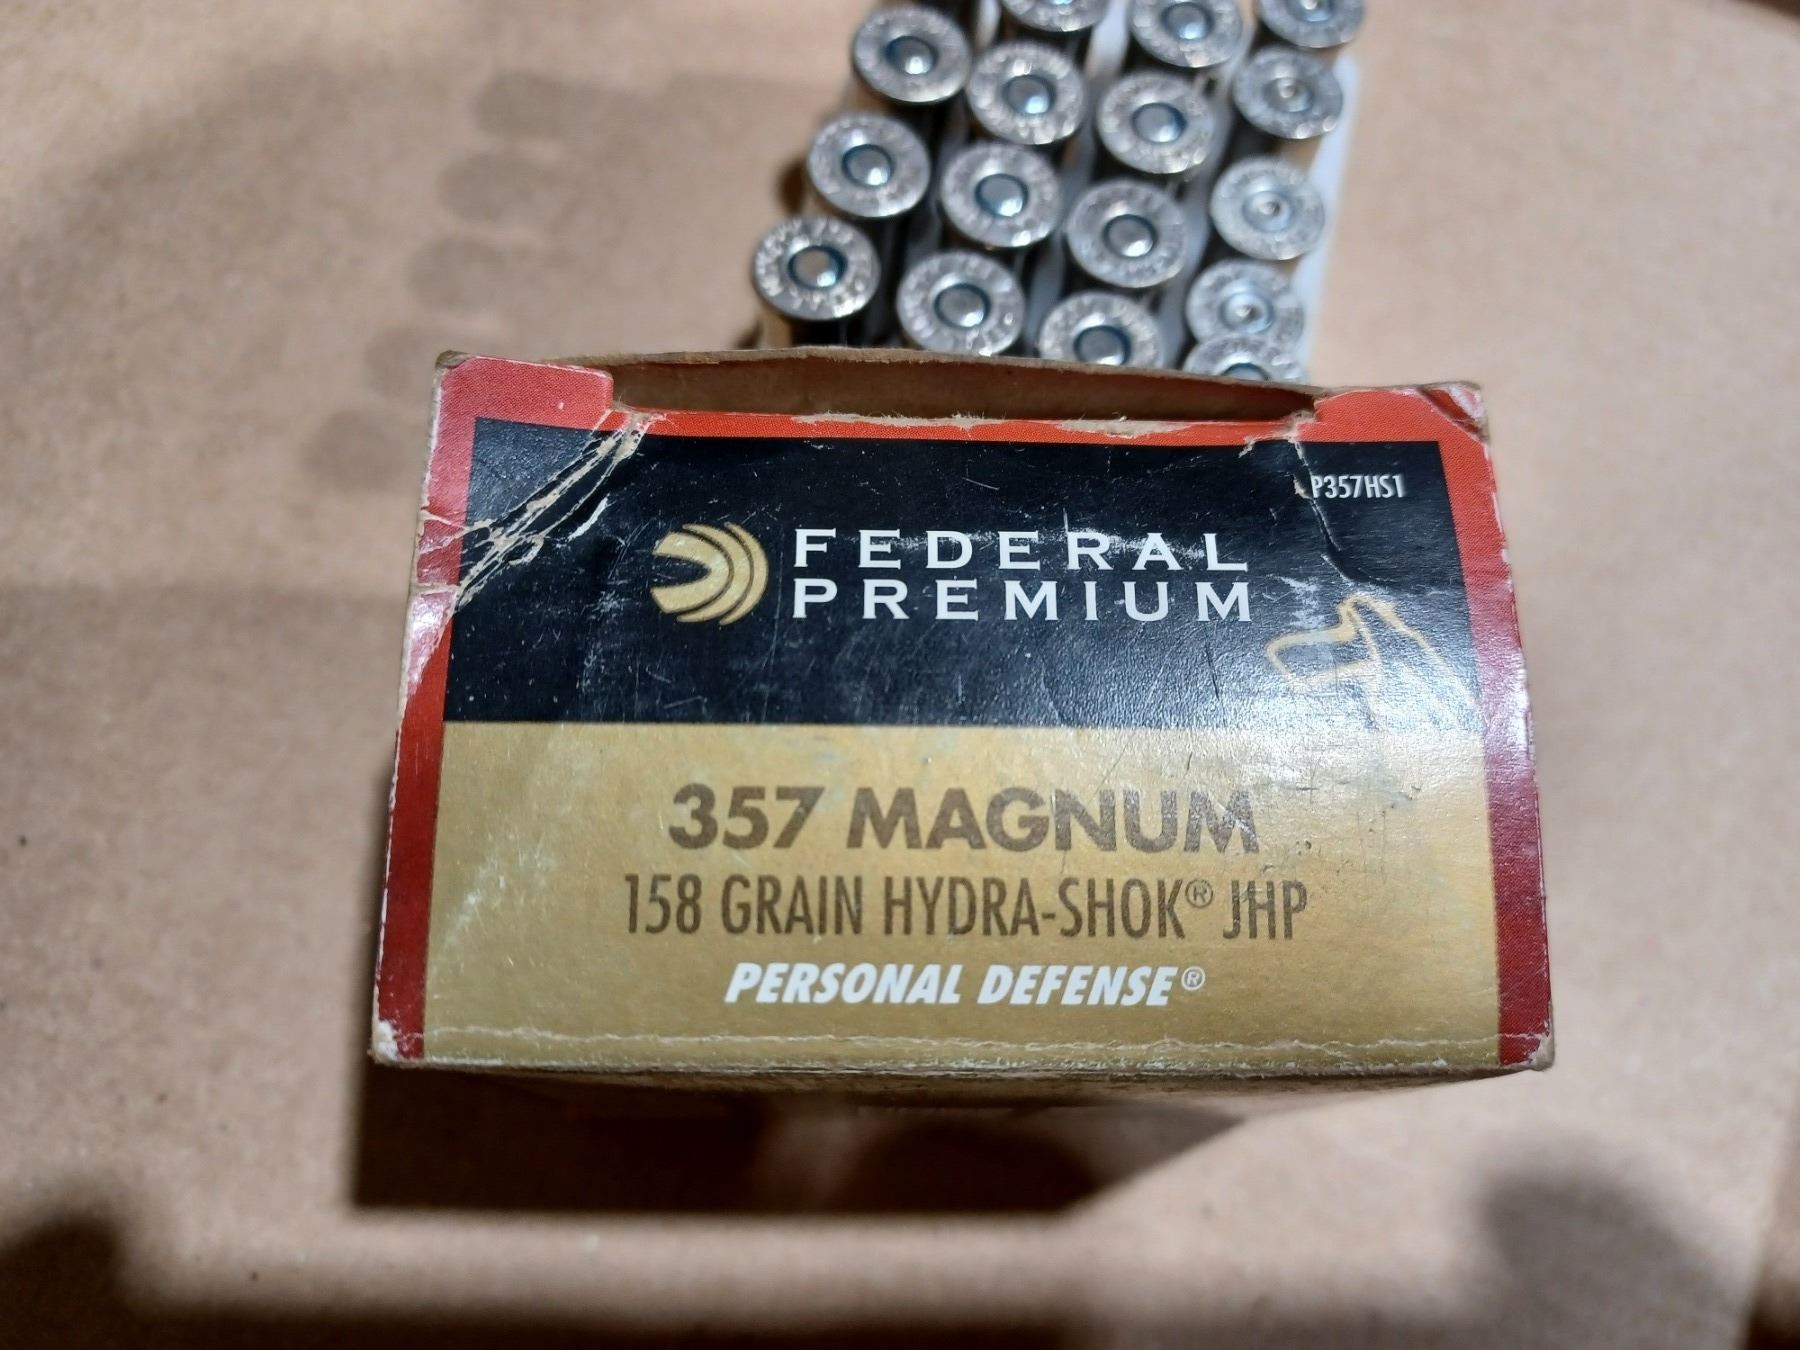 P357HS1
FEDERAL
PREMIUM
357 MAGNUM
158 GRAIN HYDRA-SHOK® JHP
PERSONAL DEFENSE®